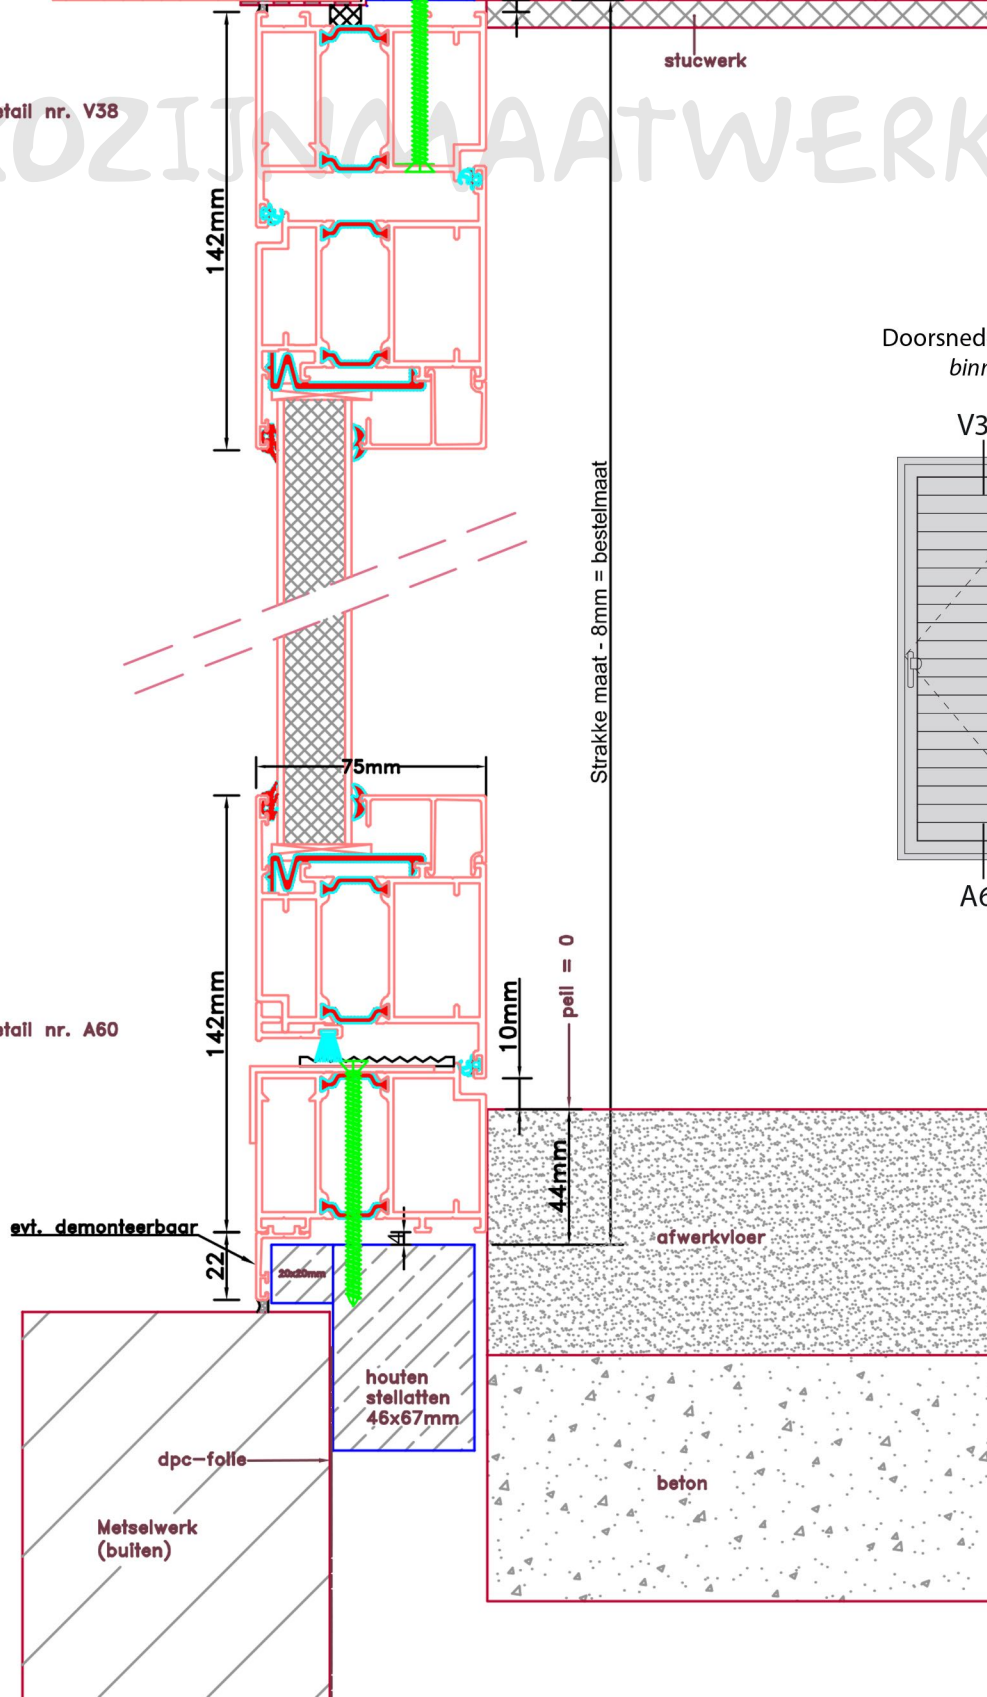 stucwerk
etail nr. V38
OZIJNMAATWERK
142mm
Doorsned
binn
V3
Strakke maat - 8mm = bestelmaat
75mm
A6
peil = 0
10mm
142mm
etail nr. A60
44mm
evt. demonteerbaar
4
afwerkvloer
22
20x20mm
houten
stellatten
46x67mm
dpc-folie
beton
Metselwerk
(buiten)